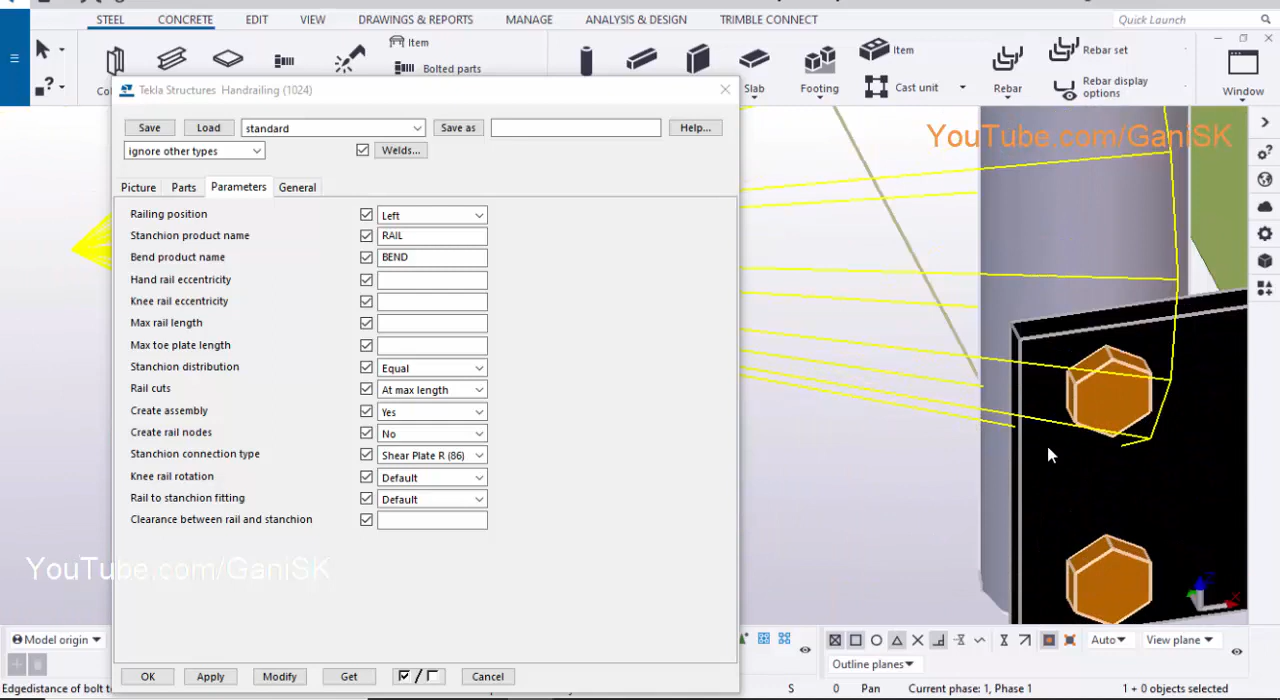 STEEL CONCRETE EDIT VIEW DRAWINGS & REPORTS MANAGE ANALYSIS & DESIGN TRIMBLE CONNECT Quick Launch
Item
Bolted parts
Slab
Footing
Item
Cast unit
Rebar
Rebar set
Rebar display
options
Window
Tekla Structures Handrailing (1024)
Save Load standard Save as Help...
ignore other types Welds...
Picture Parts Parameters General
Railing position Left
Stanchion product name RAIL
Bend product name BEND
Hand rail eccentricity
Knee rail eccentricity
Max rail length
Max toe plate length
Stanchion distribution Equal
Rail cuts At max length
Create assembly Yes
Create rail nodes No
Stanchion connection type Shear Plate R (86)
Knee rail rotation Default
Rail to stanchion fitting Default
Clearance between rail and stanchion
YouTube.com/GaniSK
YouTube.com/GaniSK
Model origin
Auto View plane
Outline planes
OK Apply Modify Get / Cancel
Edgedistance of bolt S 0 Pan Current phase: 1, Phase 1 1 + 0 objects selected